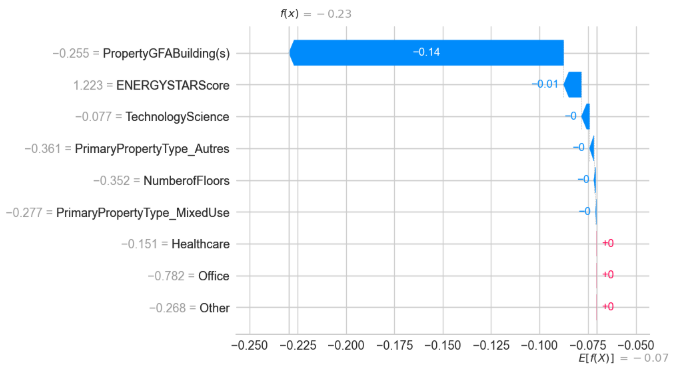 f(x) = −0.23
−0.255 = PropertyGFABuilding(s)
−0.14
1.223 = ENERGYSTARScore
−0.01
−0.077 = TechnologyScience
−0
−0.361 = PrimaryPropertyType_Autres
−0
−0.352 = NumberofFloors
−0
−0.277 = PrimaryPropertyType_MixedUse
−0
−0.151 = Healthcare
+0
−0.782 = Office
+0
−0.268 = Other
+0
−0.250 −0.225 −0.200 −0.175 −0.150 −0.125 −0.100 −0.075 −0.050
E[f(X)] = −0.07